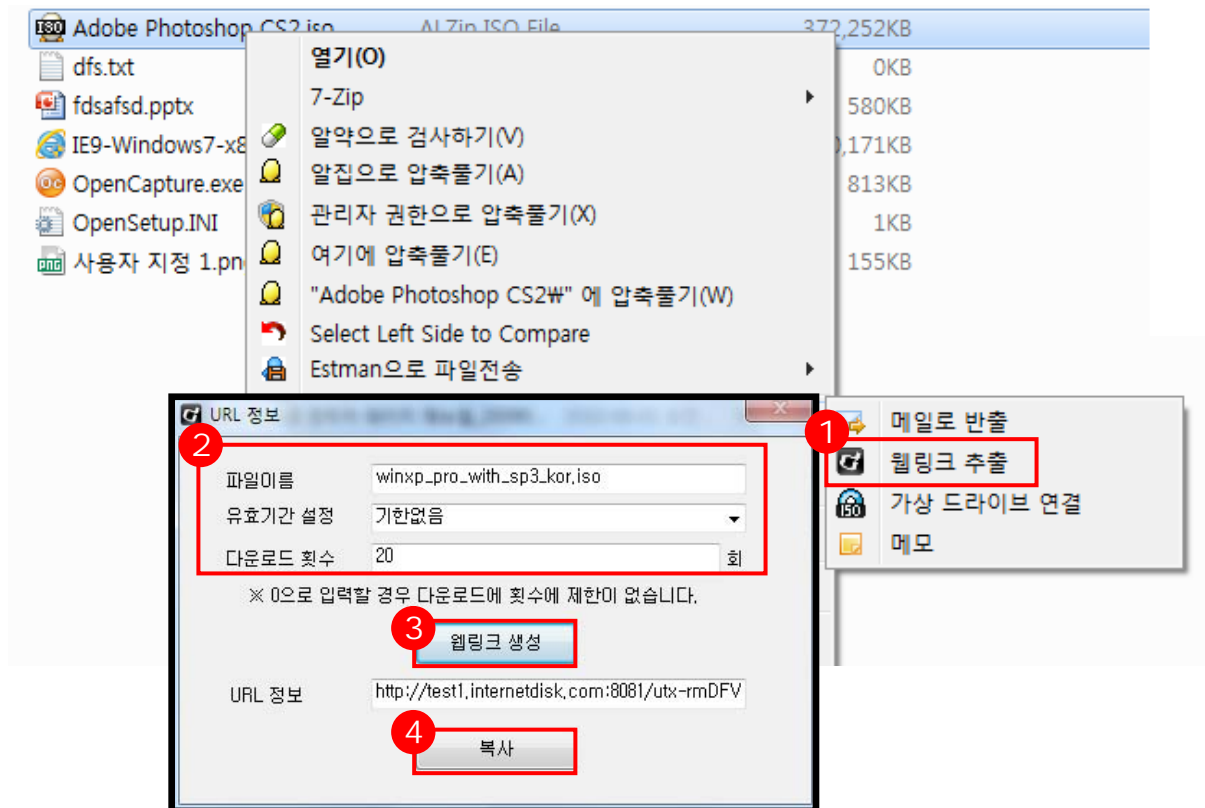 Adobe Photoshop CS2.iso ALZip ISO File 372,252KB
dfs.txt 0KB
fdsafsd.pptx 580KB
IE9-Windows7-x8 ,171KB
OpenCapture.exe 813KB
OpenSetup.INI 1KB
사용자 지정 1.pn 155KB
열기(O)
7-Zip
알약으로 검사하기(V)
알집으로 압축풀기(A)
관리자 권한으로 압축풀기(X)
여기에 압축풀기(E)
"Adobe Photoshop CS2₩" 에 압축풀기(W)
Select Left Side to Compare
Estman으로 파일전송
1
메일로 반출
웹링크 추출
가상 드라이브 연결
메모
URL 정보
2
파일이름 winxp_pro_with_sp3_kor.iso
유효기간 설정 기한없음
다운로드 횟수 20 회
※ 0으로 입력할 경우 다운로드에 횟수에 제한이 없습니다.
3
웹링크 생성
URL 정보 http://test1.internetdisk.com:8081/utx-rmDFV
4
복사